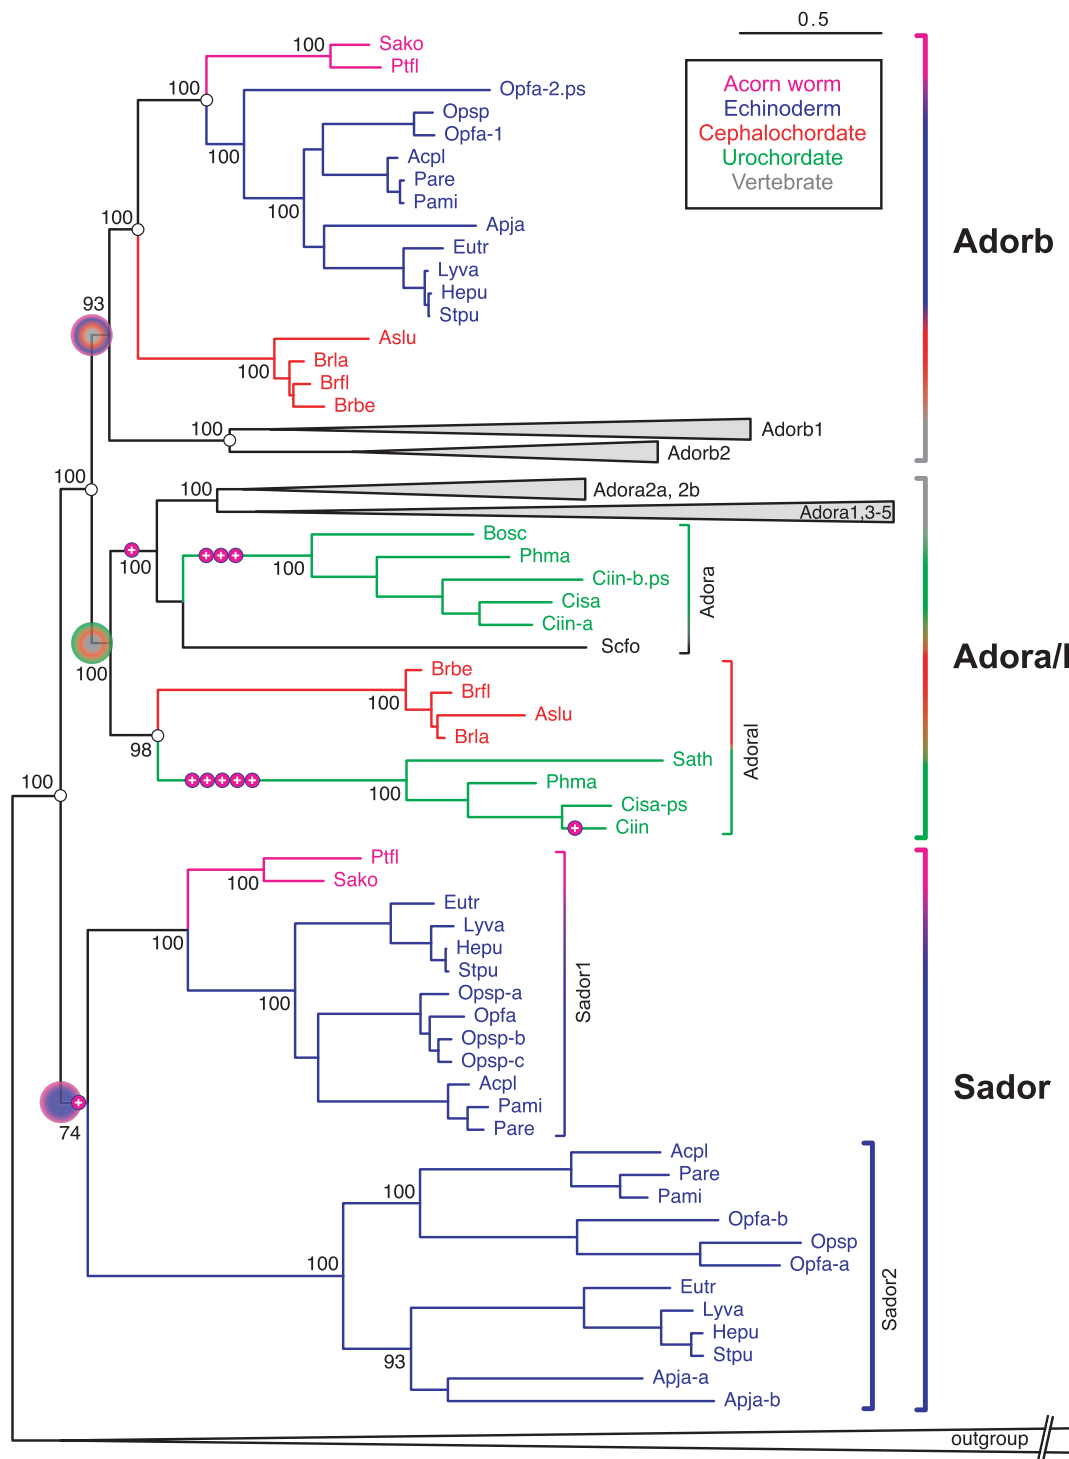 0.5
Acorn worm
Echinoderm
Cephalochordate
Urochordate
Vertebrate
100
Sako
Ptfl
100
Opfa-2.ps
Opsp
Opfa-1
100
Acpl
Pare
Pami
100
Apja
100
Eutr
Lyva
Hepu
Stpu
Adorb
93
Aslu
Brla
100
Brfl
Brbe
100
Adorb1
Adorb2
100
100
Adora2a, 2b
Adora1,3-5
Bosc
Phma
100
100
Ciin-b.ps
Cisa
Ciin-a
Adora
Scfo
Adora/l
100
Brbe
Brfl
100
Aslu
Brla
98
Adoral
Sath
Phma
100
Cisa-ps
Ciin
100
Ptfl
Sako
100
Eutr
Lyva
100
Hepu
Stpu
Opsp-a
100
Opfa
Opsp-b
Opsp-c
Sador1
Acpl
Pami
Pare
Sador
74
Acpl
Pare
100
Pami
Opfa-b
Opsp
Opfa-a
100
Eutr
Lyva
Hepu
Stpu
93
Sador2
Apja-a
Apja-b
outgroup